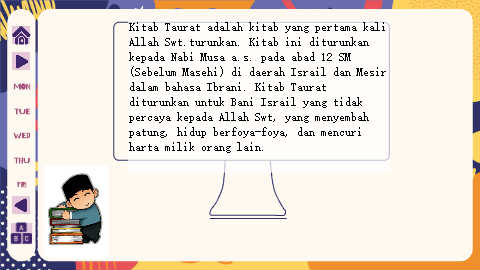 Kitab Taurat adalah kitab yang pertama kali
Allah Swt.turunkan. Kitab ini diturunkan
kepada Nabi Musa a.s. pada abad 12 SM
(Sebelum Masehi) di daerah Israil dan Mesir
dalam bahasa Ibrani. Kitab Taurat
diturunkan untuk Bani Israil yang tidak
percaya kepada Allah Swt, yang menyembah
patung, hidup berfoya-foya, dan mencuri
harta milik orang lain.
MON
TUE
WED
THU
FRI
A
B C